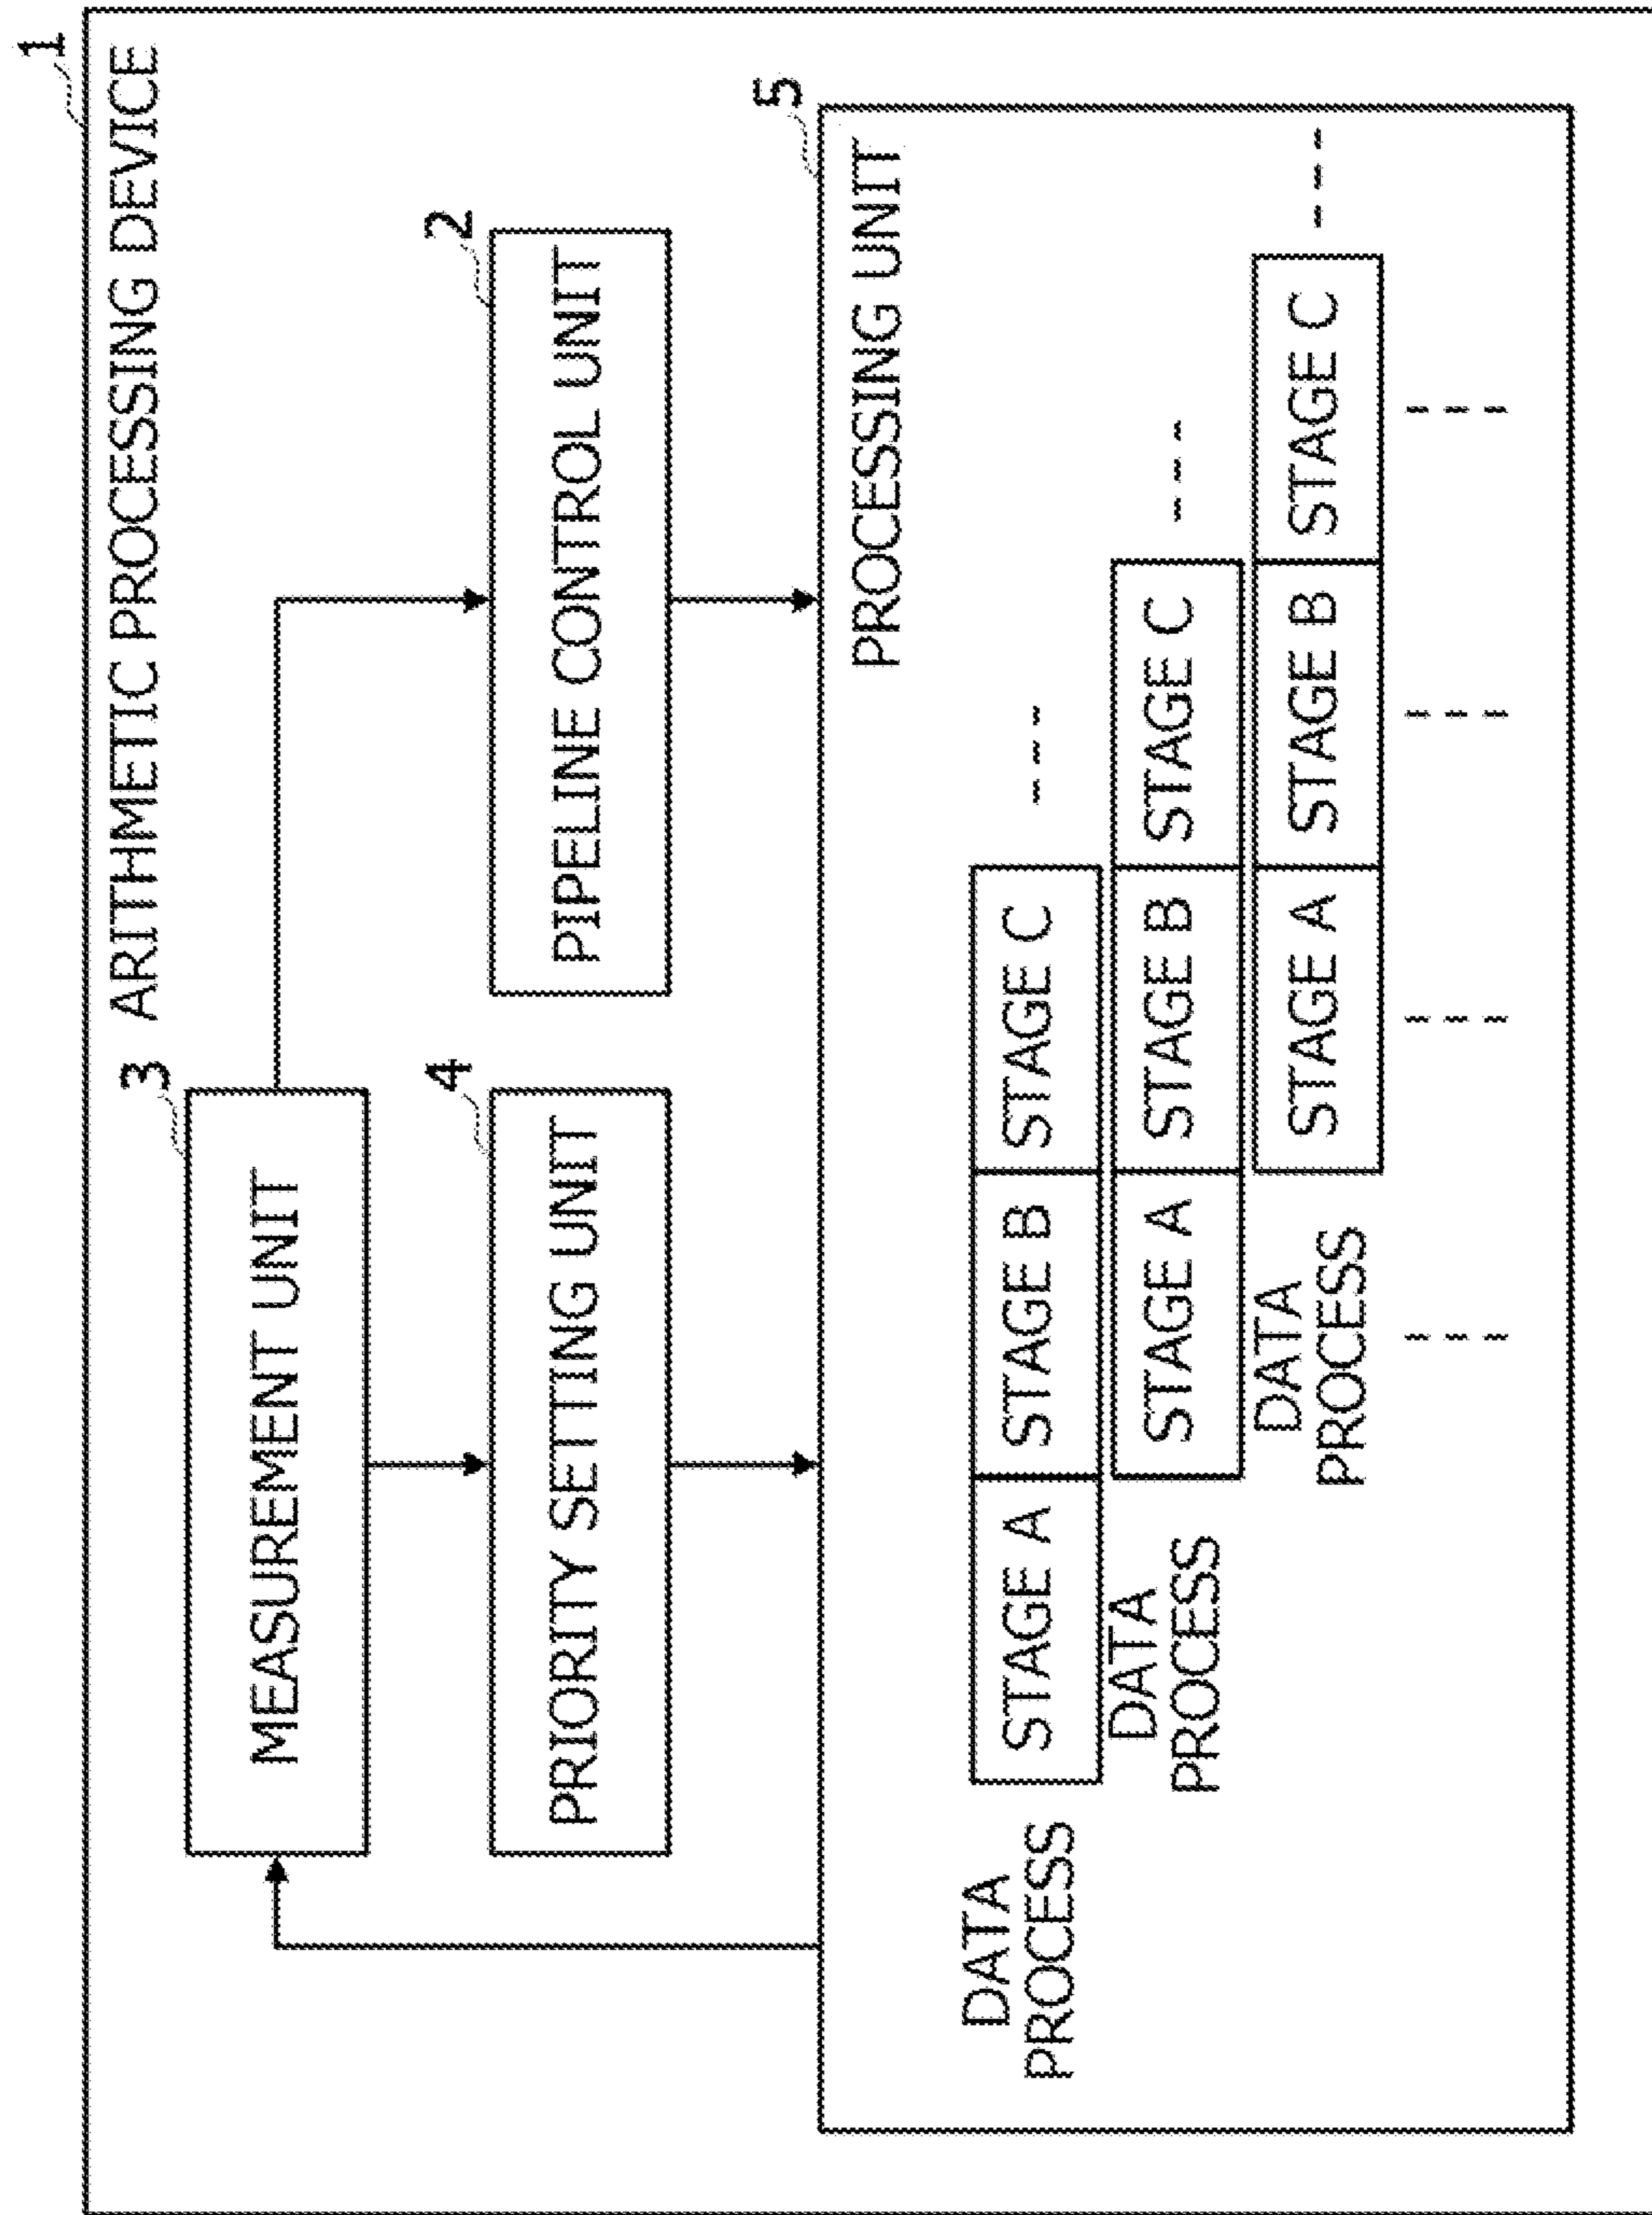 1
ARITHMETIC PROCESSING DEVICE
3
MEASUREMENT UNIT
4
PRIORITY SETTING UNIT
2
PIPELINE CONTROL UNIT
5
PROCESSING UNIT
DATA
PROCESS
STAGE A STAGE B STAGE C ---
DATA
PROCESS
STAGE A STAGE B STAGE C ---
DATA
PROCESS
STAGE A STAGE B STAGE C ---